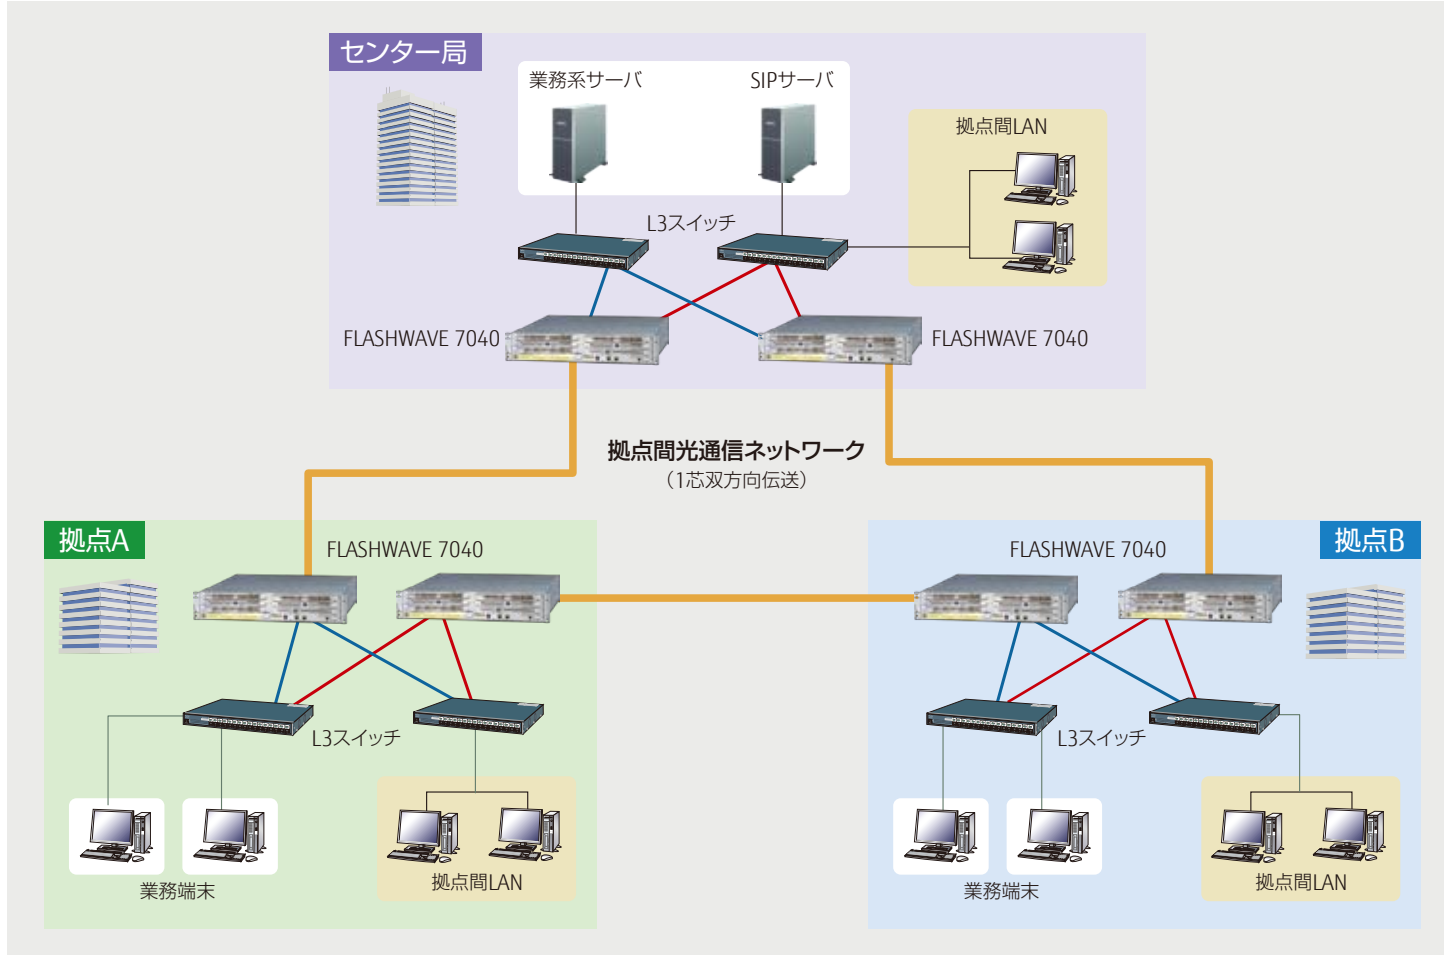 センター局
業務系サーバ
SIPサーバ
拠点間LAN
L3スイッチ
FLASHWAVE 7040
FLASHWAVE 7040
拠点間光通信ネットワーク
（1芯双方向伝送）
拠点A
FLASHWAVE 7040
L3スイッチ
業務端末
拠点間LAN
拠点B
FLASHWAVE 7040
L3スイッチ
業務端末
拠点間LAN